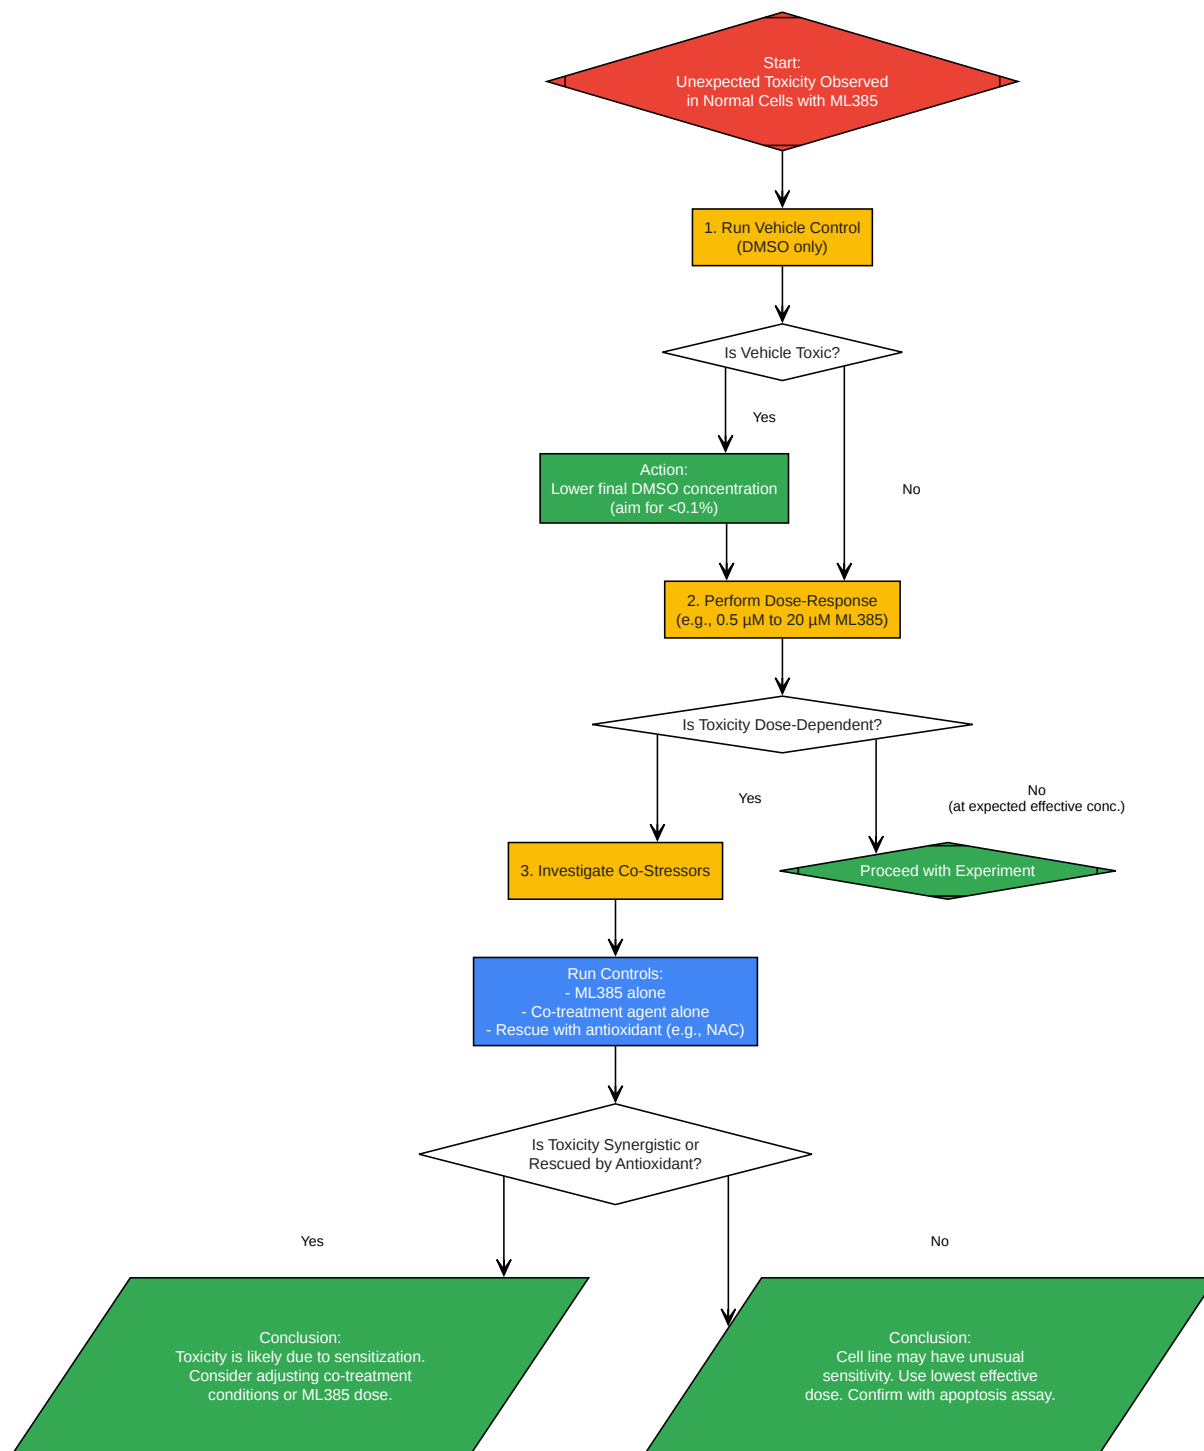 Start:
Unexpected Toxicity Observed
in Normal Cells with ML385
1. Run Vehicle Control
(DMSO only)
Is Vehicle Toxic?
Yes
Action:
Lower final DMSO concentration
(aim for <0.1%)
No
2. Perform Dose-Response
(e.g., 0.5 µM to 20 µM ML385)
Is Toxicity Dose-Dependent?
Yes
No
(at expected effective conc.)
3. Investigate Co-Stressors
Proceed with Experiment
Run Controls:
- ML385 alone
- Co-treatment agent alone
- Rescue with antioxidant (e.g., NAC)
Is Toxicity Synergistic or
Rescued by Antioxidant?
Yes
No
Conclusion:
Toxicity is likely due to sensitization.
Consider adjusting co-treatment
conditions or ML385 dose.
Conclusion:
Cell line may have unusual
sensitivity. Use lowest effective
dose. Confirm with apoptosis assay.